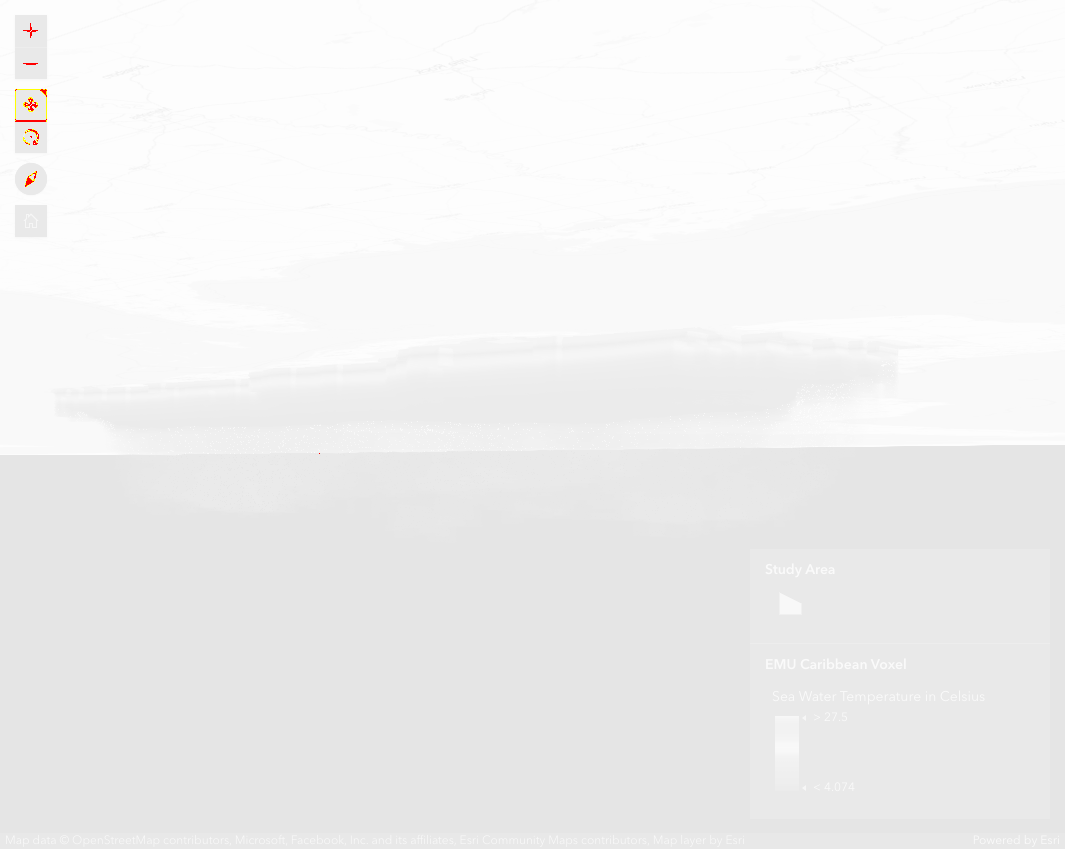 Study Area
EMU Caribbean Voxel
Sea Water Temperature in Celsius
> 27.5
< 4.074
Map data © OpenStreetMap contributors, Microsoft, Facebook, Inc. and its affiliates, Esri Community Maps contributors, Map layer by Esri
Powered by Esri